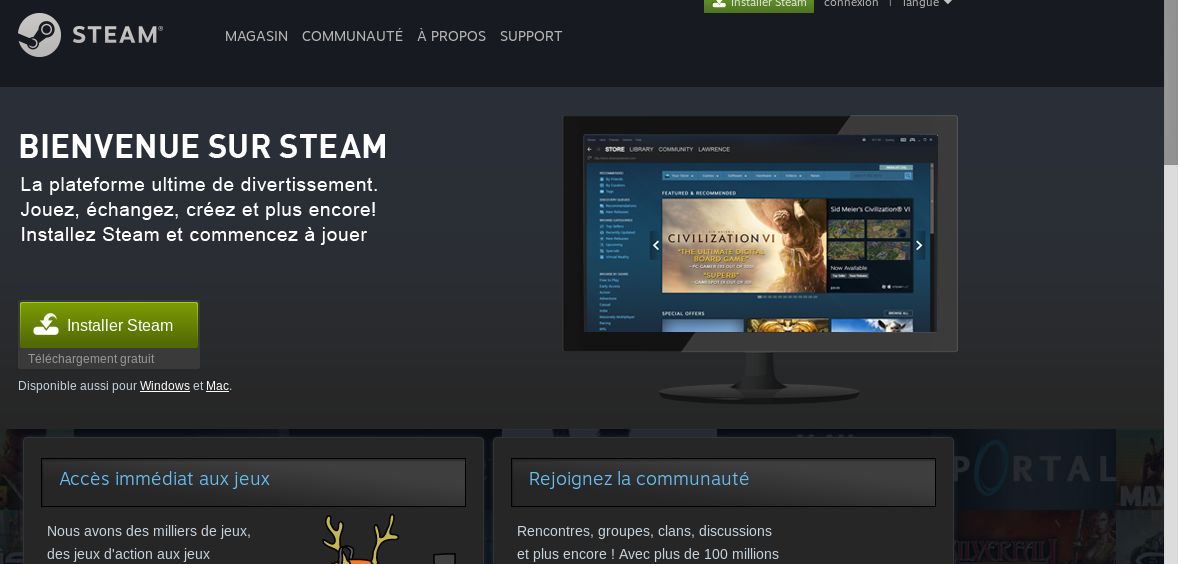 Installer Steam | connexion | langue
STEAM®
MAGASIN COMMUNAUTÉ À PROPOS SUPPORT
BIENVENUE SUR STEAM
La plateforme ultime de divertissement.
Jouez, échangez, créez et plus encore!
Installez Steam et commencez à jouer
STORE LIBRARY COMMUNITY LAWRENCE
FEATURED & RECOMMENDED
Sid Meier's Civilization® VI
SID MEIER'S
CIVILIZATION VI
"THE ULTIMATE DIGITAL
BOARD GAME"
"SUPERB"
Now Available
SPECIAL OFFERS
Installer Steam
Téléchargement gratuit
Disponible aussi pour Windows et Mac.
Accès immédiat aux jeux
Nous avons des milliers de jeux,
des jeux d'action aux jeux
Rejoignez la communauté
Rencontres, groupes, clans, discussions
et plus encore ! Avec plus de 100 millions
PORTAL
MAX